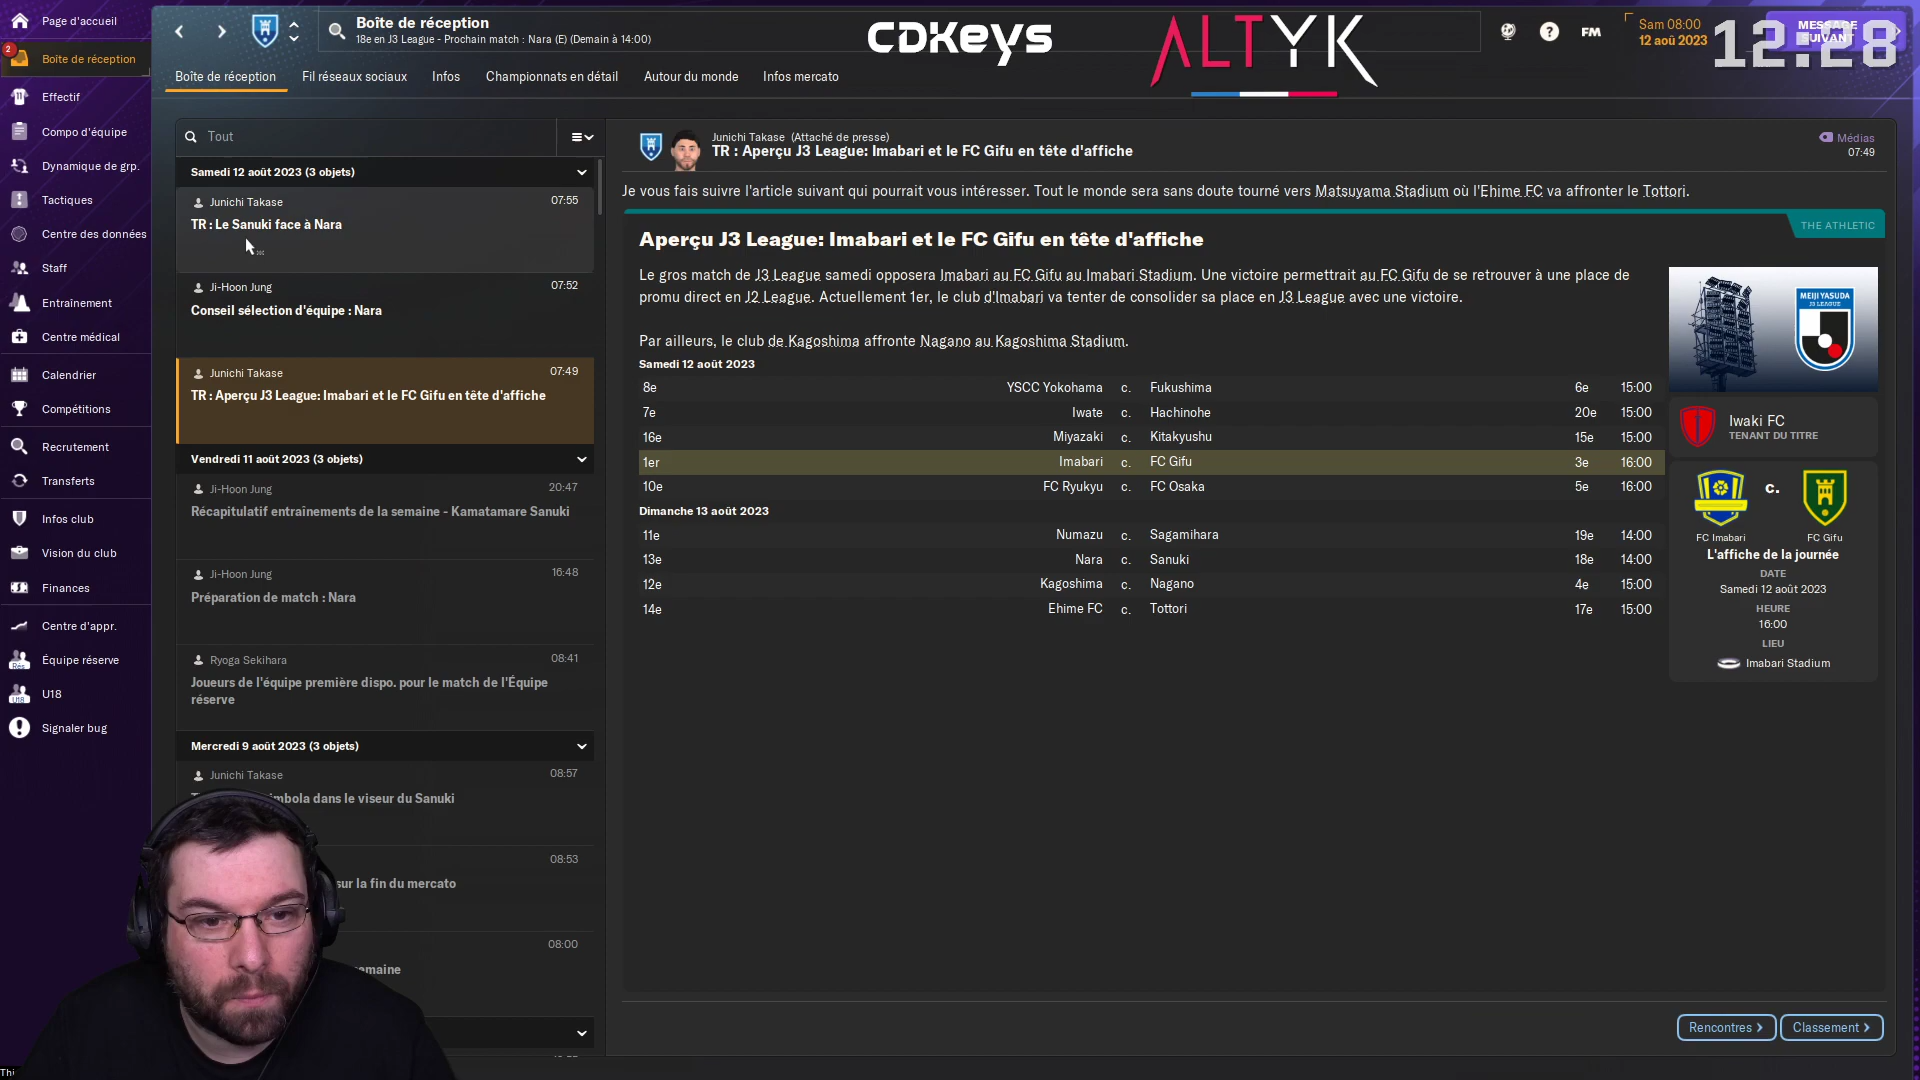 Page d'accueil
2
Boîte de réception
Effectif
Compo d'équipe
Dynamique de grp.
Tactiques
Centre des données
Staff
Entraînement
Centre médical
Calendrier
Compétitions
Recrutement
Transferts
Infos club
Vision du club
Finances
Centre d'appr.
Équipe réserve
U18
Signaler bug
Boîte de réception
18e en J3 League - Prochain match : Nara (E) (Demain à 14:00)
CDKeys
ALTYK
FM
Sam 08:00
12 aoû 2023
MESSAGE SUIVANT
12:28
Boîte de réception
Fil réseaux sociaux
Infos
Championnats en détail
Autour du monde
Infos mercato
Tout
Samedi 12 août 2023 (3 objets)
Junichi Takase 07:55
TR : Le Sanuki face à Nara
Ji-Hoon Jung 07:52
Conseil sélection d'équipe : Nara
Junichi Takase 07:49
TR : Aperçu J3 League: Imabari et le FC Gifu en tête d'affiche
Vendredi 11 août 2023 (3 objets)
Ji-Hoon Jung 20:47
Récapitulatif entraînements de la semaine - Kamatamare Sanuki
Ji-Hoon Jung 16:48
Préparation de match : Nara
Ryoga Sekihara 08:41
Joueurs de l'équipe première dispo. pour le match de l'Équipe
réserve
Mercredi 9 août 2023 (3 objets)
Junichi Takase 08:57
imbola dans le viseur du Sanuki
08:53
sur la fin du mercato
08:00
emaine
Junichi Takase (Attaché de presse)
TR : Aperçu J3 League: Imabari et le FC Gifu en tête d'affiche
Médias
07:49
Je vous fais suivre l'article suivant qui pourrait vous intéresser. Tout le monde sera sans doute tourné vers Matsuyama Stadium où l'Ehime FC va affronter le Tottori.
THE ATHLETIC
Aperçu J3 League: Imabari et le FC Gifu en tête d'affiche
Le gros match de J3 League samedi opposera Imabari au FC Gifu au Imabari Stadium. Une victoire permettrait au FC Gifu de se retrouver à une place de
promu direct en J2 League. Actuellement 1er, le club d'Imabari va tenter de consolider sa place en J3 League avec une victoire.
Par ailleurs, le club de Kagoshima affronte Nagano au Kagoshima Stadium.
Samedi 12 août 2023
8e YSCC Yokohama c. Fukushima 6e 15:00
7e Iwate c. Hachinohe 20e 15:00
16e Miyazaki c. Kitakyushu 15e 15:00
1er Imabari c. FC Gifu 3e 16:00
10e FC Ryukyu c. FC Osaka 5e 16:00
Dimanche 13 août 2023
11e Numazu c. Sagamihara 19e 14:00
13e Nara c. Sanuki 18e 14:00
12e Kagoshima c. Nagano 4e 15:00
14e Ehime FC c. Tottori 17e 15:00
MEIJI YASUDA
J3 LEAGUE
Iwaki FC
TENANT DU TITRE
c.
FC Imabari FC Gifu
L'affiche de la journée
DATE
Samedi 12 août 2023
HEURE
16:00
LIEU
Imabari Stadium
Rencontres
Classement
Thi